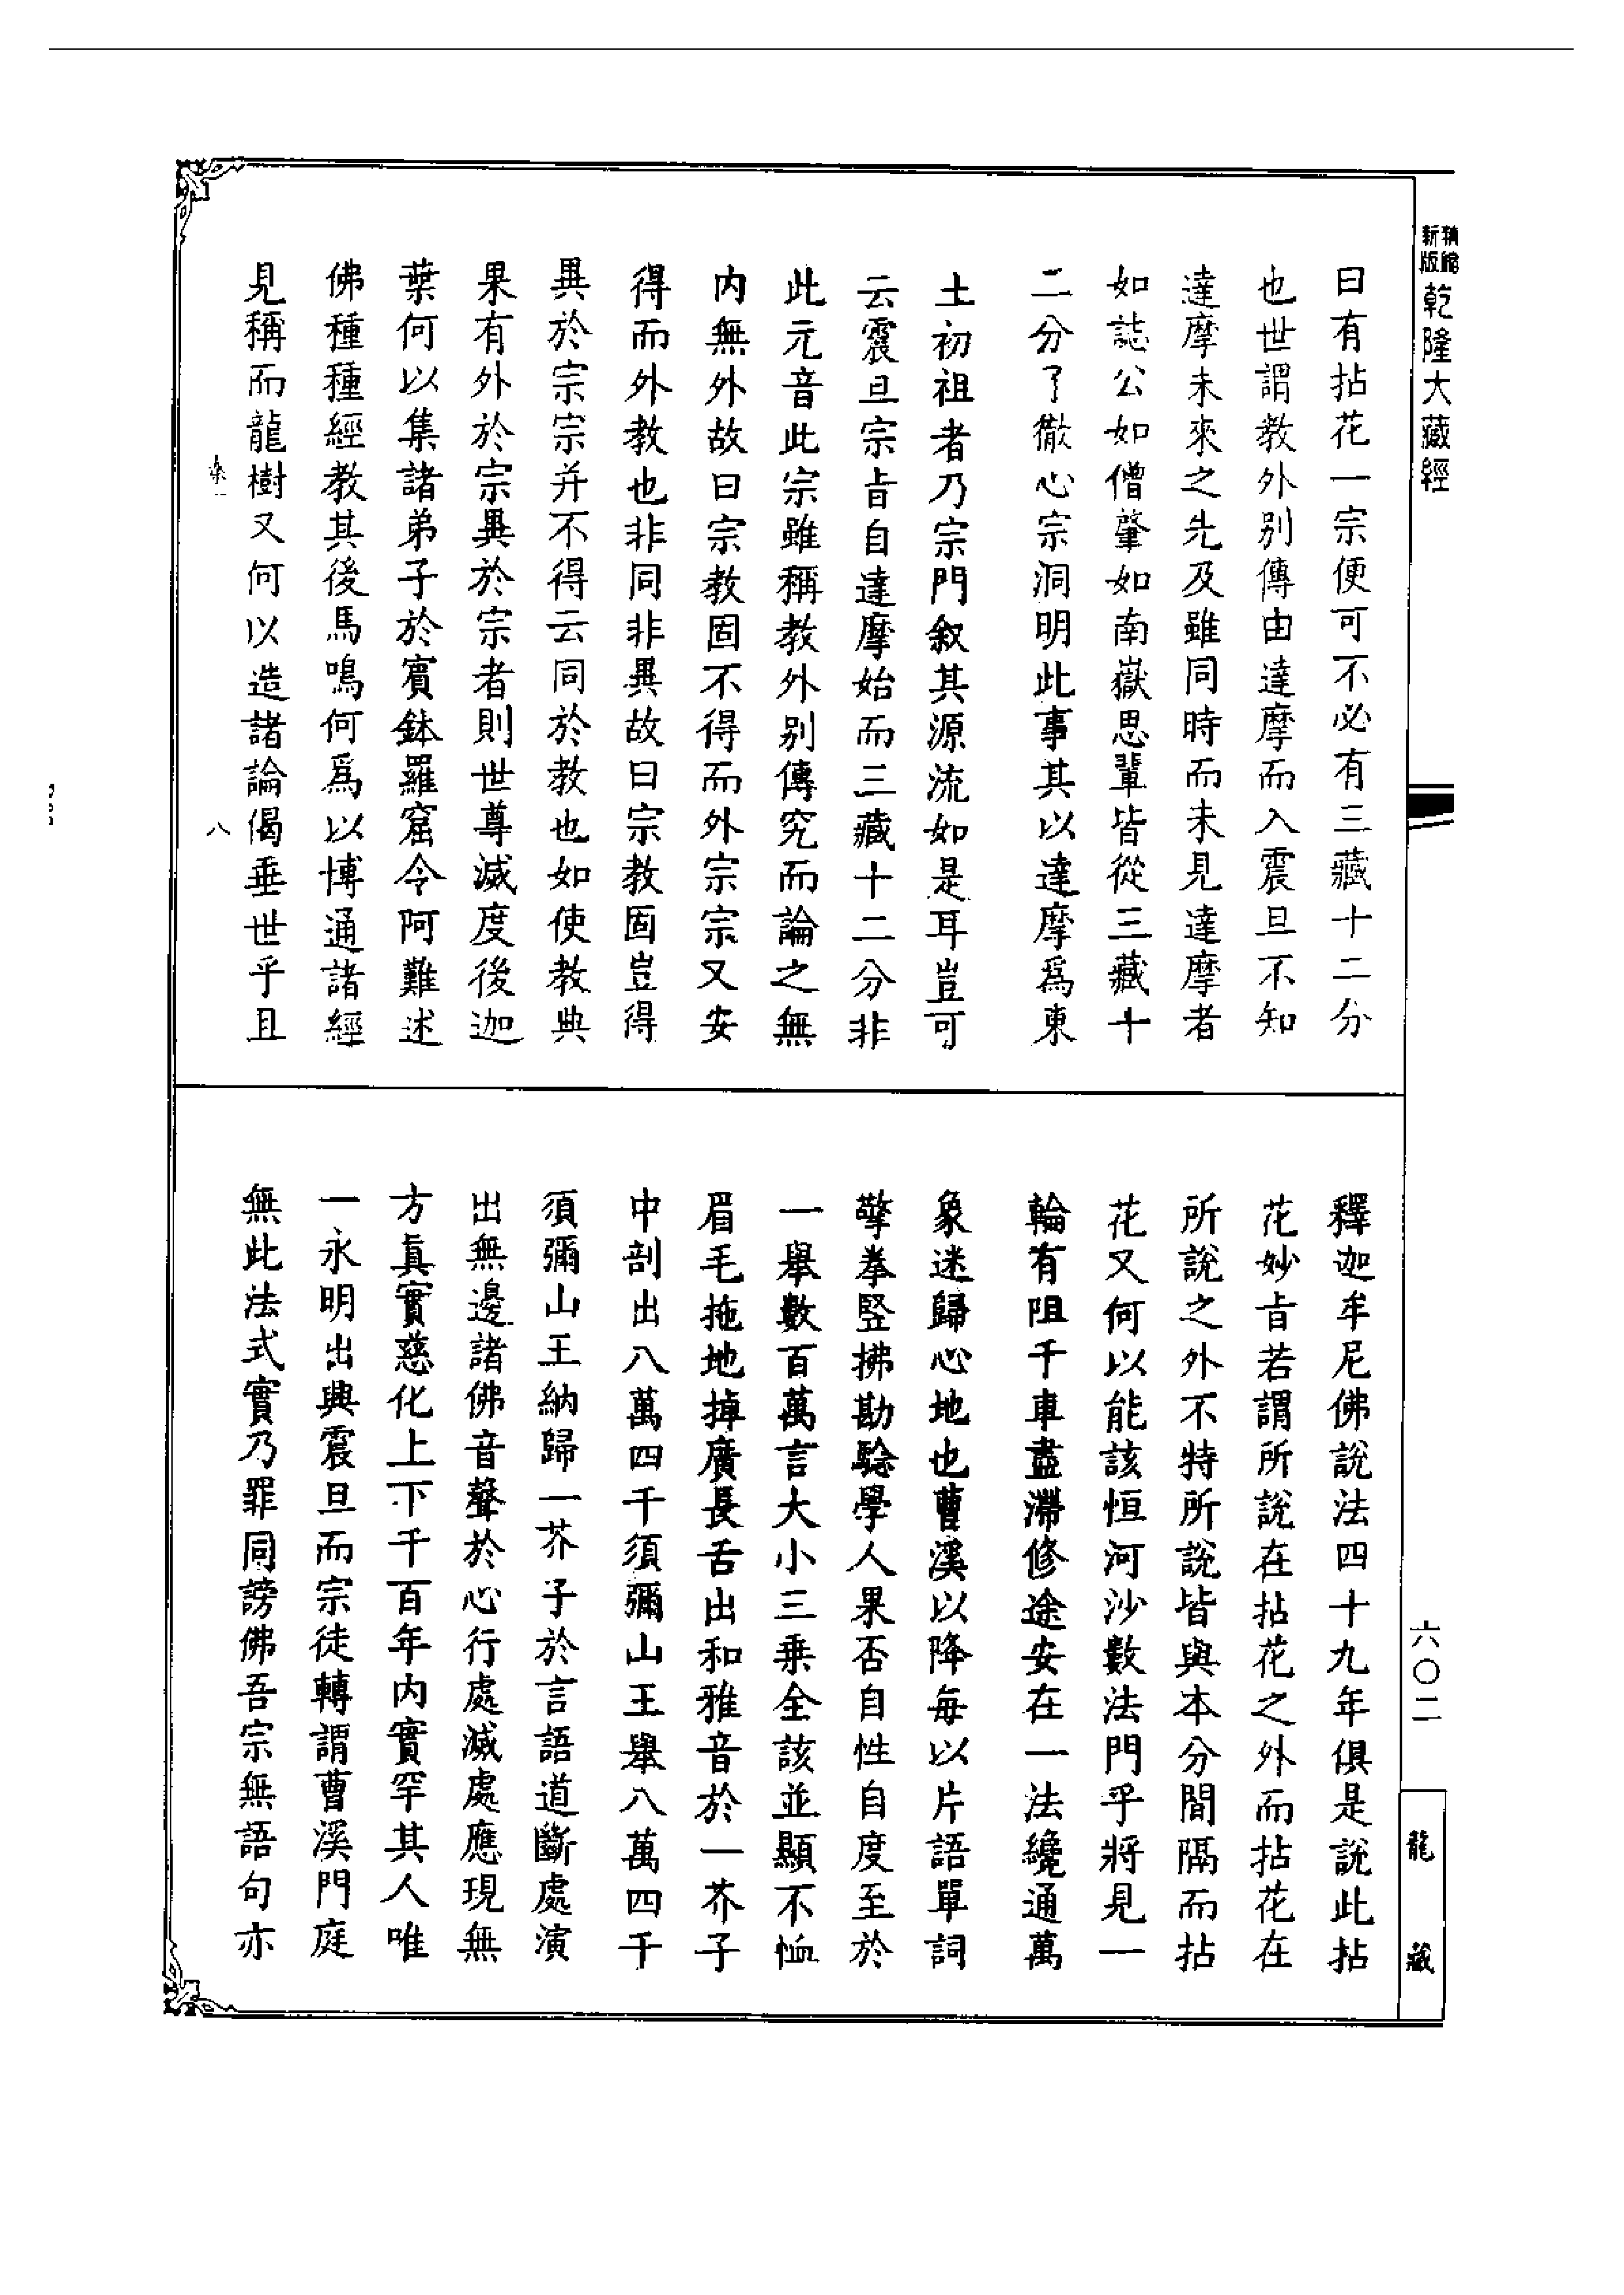 新版
乾隆大藏經
曰有拈花一宗便可不必有三藏十二分
也世謂教外别傳由達摩而入震旦不知
達摩未來之先及雖同時而未見達摩者
如誌公如僧肇如南嶽思輩皆從三藏十
二分了徹心宗洞明此事其以達摩爲東
土初祖者乃宗門叙其源流如是耳豈可
云震旦宗旨自達摩始而三藏十二分非
此元音此宗雖稱教外别傳究而論之無
内無外故曰宗教固不得而外宗宗又安
得而外教也非同非異故曰宗教固豈得
異於宗宗并不得云同於教也如使教典
果有外於宗異於宗者則世尊滅度後迦
葉何以集諸弟子於賓鉢羅窟令阿難述
佛種種經教其後馬鳴何爲以博通諸經
見稱而龍樹又何以造諸論偈垂世乎且
八
釋迦牟尼佛說法四十九年俱是說此拈
花妙旨若謂所說在拈花之外而拈花在
所說之外不特所說皆與本分間隔而拈
花又何以能該恒河沙數法門乎將見一
輪有阻千車盡滯修途安在一法纔通萬
象迷歸心地也曹溪以降每以片語單詞
擎拳竪拂勘驗學人果否自性自度至於
一舉數百萬言大小三乘全該並顯不恤
眉毛拖地掉廣長舌出和雅音於一芥子
中剖出八萬四千須彌山王舉八萬四千
須彌山王納歸一芥子於言語道斷處演
出無邊諸佛音聲於心行處滅處應現無
方真實慈化上下千百年内實罕其人唯
一永明出興震旦而宗徒轉謂曹溪門庭
無此法式實乃罪同謗佛吾宗無語句亦
六〇二
龍藏